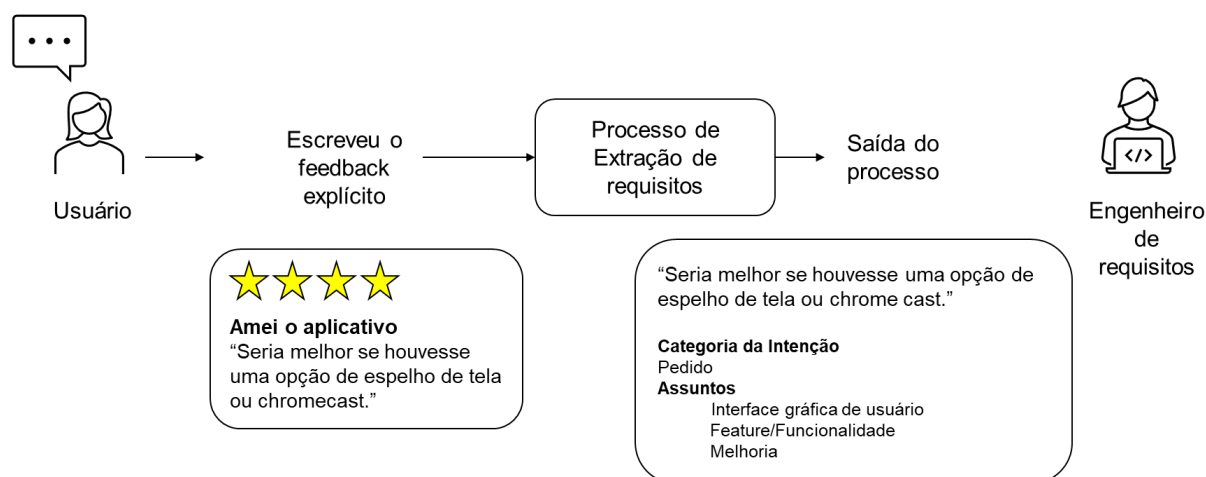 Usuário
Escreveu o
feedback
explícito
Processo de
Extração de
requisitos
Saída do
processo
Engenheiro
de
requisitos
Amei o aplicativo
“Seria melhor se houvesse
uma opção de espelho de tela
ou chromecast.”
“Seria melhor se houvesse uma opção de
espelho de tela ou chrome cast.”
Categoria da Intenção
Pedido
Assuntos
Interface gráfica de usuário
Feature/Funcionalidade
Melhoria